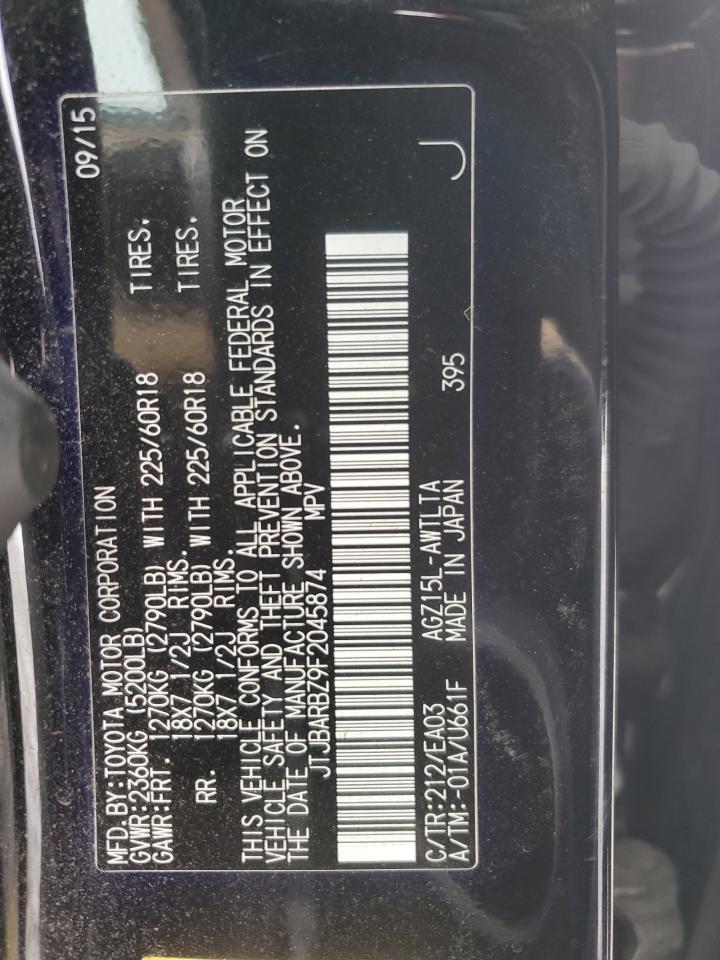 MFD.BY:TOYOTA MOTOR CORPORATION 09/15
GVWR:2360KG (5200LB)
GAWR:FRT. 1270KG (2790LB) WITH 225/60R18 TIRES.
18X7 1/2J RIMS.
RR. 1270KG (2790LB) WITH 225/60R18 TIRES.
18X7 1/2J RIMS.
THIS VEHICLE CONFORMS TO ALL APPLICABLE FEDERAL MOTOR
VEHICLE SAFETY AND THEFT PREVENTION STANDARDS IN EFFECT ON
THE DATE OF MANUFACTURE SHOWN ABOVE.
JTJBARBZ9F2045874 MPV
C/TR:212/EA03 AGZ15L-AWTLTA
A/TM:-01A/U661F MADE IN JAPAN 395 J